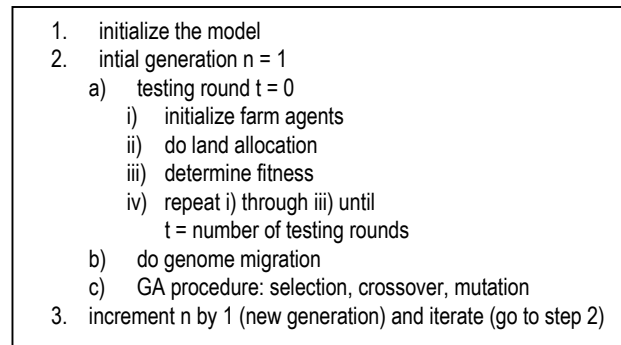 1. initialize the model
2. intial generation n = 1
a) testing round t = 0
i) initialize farm agents
ii) do land allocation
iii) determine fitness
iv) repeat i) through iii) until
t = number of testing rounds
b) do genome migration
c) GA procedure: selection, crossover, mutation
3. increment n by 1 (new generation) and iterate (go to step 2)